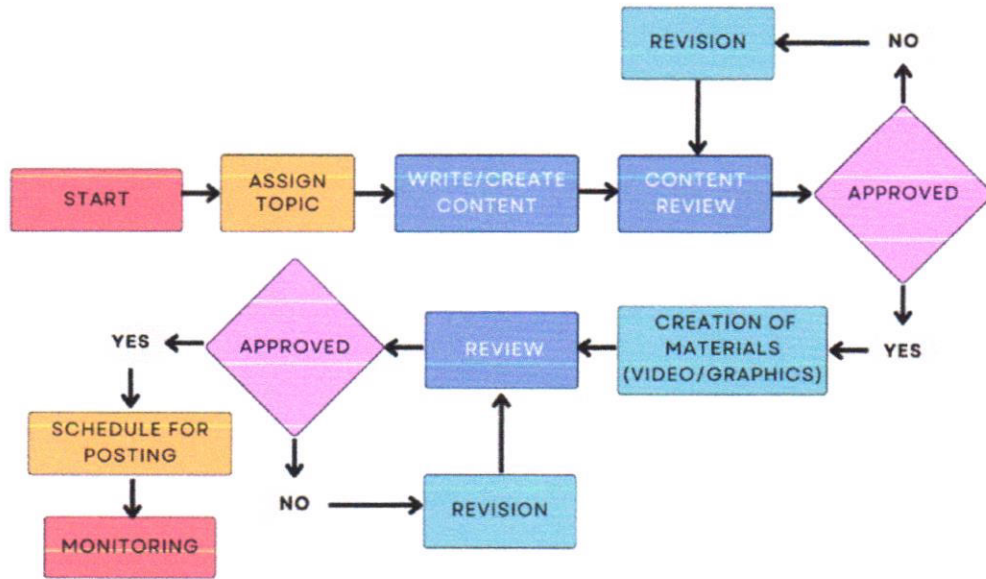 REVISION
NO
START
ASSIGN
TOPIC
WRITE/CREATE
CONTENT
CONTENT
REVIEW
APPROVED
YES
CREATION OF
MATERIALS
(VIDEO/GRAPHICS)
REVIEW
APPROVED
YES
SCHEDULE FOR
POSTING
MONITORING
NO
REVISION